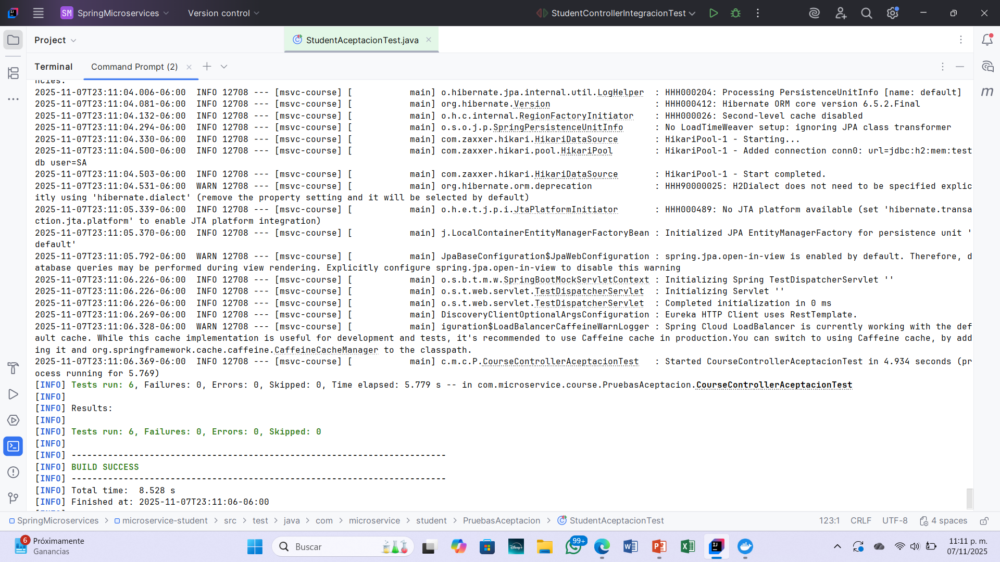 SM SpringMicroservices Version control StudentControllerIntegracionTest
Project StudentAceptacionTest.java
Terminal Command Prompt (2)
ncies.
2025-11-07T23:11:04.006-06:00  INFO 12708 --- [msvc-course] [           main] o.hibernate.jpa.internal.util.LogHelper  : HHH000204: Processing PersistenceUnitInfo [name: default]
2025-11-07T23:11:04.081-06:00  INFO 12708 --- [msvc-course] [           main] org.hibernate.Version                    : HHH000412: Hibernate ORM core version 6.5.2.Final
2025-11-07T23:11:04.132-06:00  INFO 12708 --- [msvc-course] [           main] o.h.c.internal.RegionFactoryInitiator    : HHH000026: Second-level cache disabled
2025-11-07T23:11:04.294-06:00  INFO 12708 --- [msvc-course] [           main] o.s.o.j.p.SpringPersistenceUnitInfo      : No LoadTimeWeaver setup: ignoring JPA class transformer
2025-11-07T23:11:04.330-06:00  INFO 12708 --- [msvc-course] [           main] com.zaxxer.hikari.HikariDataSource       : HikariPool-1 - Starting...
2025-11-07T23:11:04.500-06:00  INFO 12708 --- [msvc-course] [           main] com.zaxxer.hikari.pool.HikariPool        : HikariPool-1 - Added connection conn0: url=jdbc:h2:mem:test
db user=SA
2025-11-07T23:11:04.503-06:00  INFO 12708 --- [msvc-course] [           main] com.zaxxer.hikari.HikariDataSource       : HikariPool-1 - Start completed.
2025-11-07T23:11:04.531-06:00  WARN 12708 --- [msvc-course] [           main] org.hibernate.orm.deprecation            : HHH90000025: H2Dialect does not need to be specified explic
itly using 'hibernate.dialect' (remove the property setting and it will be selected by default)
2025-11-07T23:11:05.339-06:00  INFO 12708 --- [msvc-course] [           main] o.h.e.t.j.p.i.JtaPlatformInitiator       : HHH000489: No JTA platform available (set 'hibernate.transa
ction.jta.platform' to enable JTA platform integration)
2025-11-07T23:11:05.370-06:00  INFO 12708 --- [msvc-course] [           main] j.LocalContainerEntityManagerFactoryBean : Initialized JPA EntityManagerFactory for persistence unit '
default'
2025-11-07T23:11:05.792-06:00  WARN 12708 --- [msvc-course] [           main] JpaBaseConfiguration$JpaWebConfiguration : spring.jpa.open-in-view is enabled by default. Therefore, d
atabase queries may be performed during view rendering. Explicitly configure spring.jpa.open-in-view to disable this warning
2025-11-07T23:11:06.226-06:00  INFO 12708 --- [msvc-course] [           main] o.s.b.t.m.w.SpringBootMockServletContext : Initializing Spring TestDispatcherServlet ''
2025-11-07T23:11:06.226-06:00  INFO 12708 --- [msvc-course] [           main] o.s.t.web.servlet.TestDispatcherServlet  : Initializing Servlet ''
2025-11-07T23:11:06.226-06:00  INFO 12708 --- [msvc-course] [           main] o.s.t.web.servlet.TestDispatcherServlet  : Completed initialization in 0 ms
2025-11-07T23:11:06.269-06:00  INFO 12708 --- [msvc-course] [           main] DiscoveryClientOptionalArgsConfiguration : Eureka HTTP Client uses RestTemplate.
2025-11-07T23:11:06.328-06:00  WARN 12708 --- [msvc-course] [           main] iguration$LoadBalancerCaffeineWarnLogger : Spring Cloud LoadBalancer is currently working with the def
ault cache. While this cache implementation is useful for development and tests, it's recommended to use Caffeine cache in production.You can switch to using Caffeine cache, by add
ing it and org.springframework.cache.caffeine.CaffeineCacheManager to the classpath.
2025-11-07T23:11:06.369-06:00  INFO 12708 --- [msvc-course] [           main] c.m.c.P.CourseControllerAceptacionTest   : Started CourseControllerAceptacionTest in 4.934 seconds (pr
ocess running for 5.769)
[INFO] Tests run: 6, Failures: 0, Errors: 0, Skipped: 0, Time elapsed: 5.779 s -- in com.microservice.course.PruebasAceptacion.CourseControllerAceptacionTest
[INFO]
[INFO] Results:
[INFO]
[INFO] Tests run: 6, Failures: 0, Errors: 0, Skipped: 0
[INFO]
[INFO] ------------------------------------------------------------------------
[INFO] BUILD SUCCESS
[INFO] ------------------------------------------------------------------------
[INFO] Total time:  8.528 s
[INFO] Finished at: 2025-11-07T23:11:06-06:00
SpringMicroservices > microservice-student > src > test > java > com > microservice > student > PruebasAceptacion > StudentAceptacionTest 123:1 CRLF UTF-8 4 spaces
6 Próximamente
Ganancias
Buscar
99+
11:11 p. m.
07/11/2025